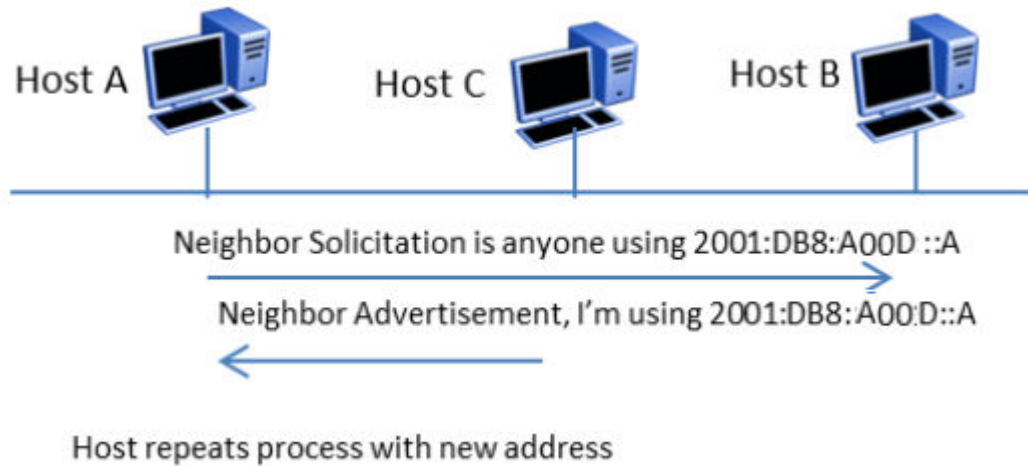 Host A
Host C
Host B
Neighbor Solicitation is anyone using 2001:DB8:A00D ::A
Neighbor Advertisement, I'm using 2001:DB8:A00:D::A
Host repeats process with new address